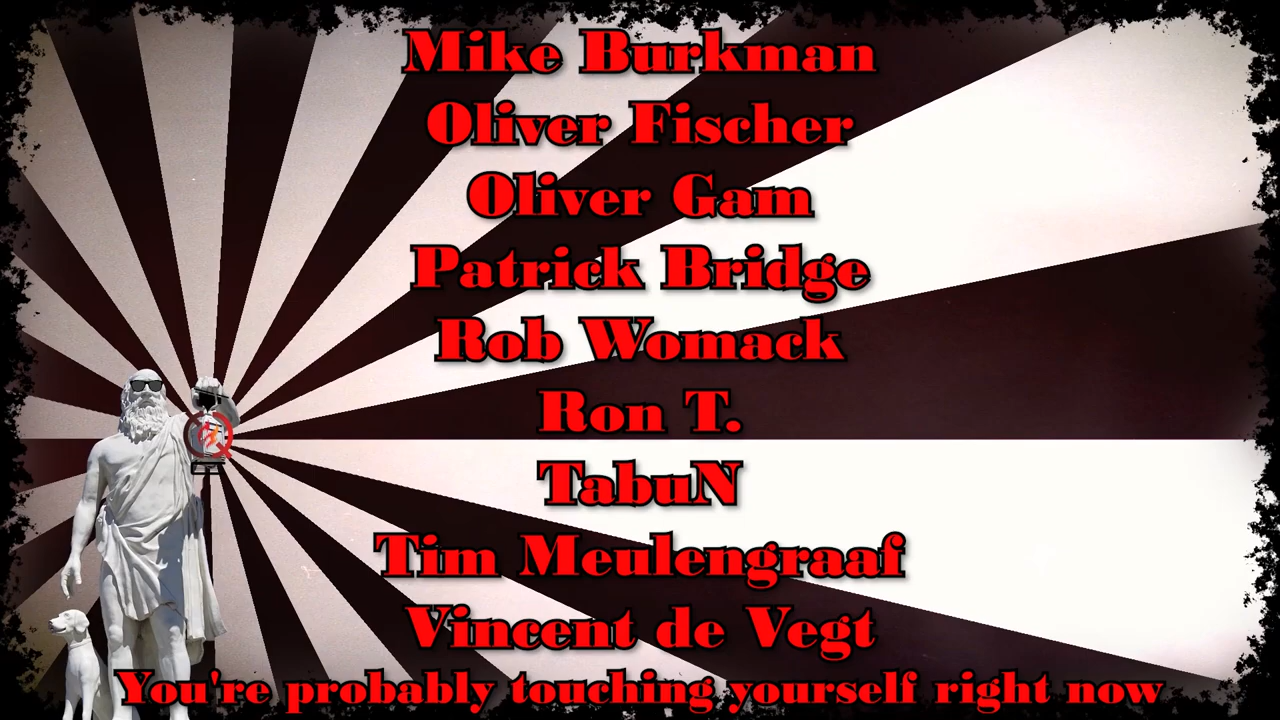 Mike Burkman
Oliver Fischer
Oliver Gam
Patrick Bridge
Rob Womack
Ron T.
TabuN
Tim Meulengraaf
Vincent de Vegt
You're probably touching yourself right now